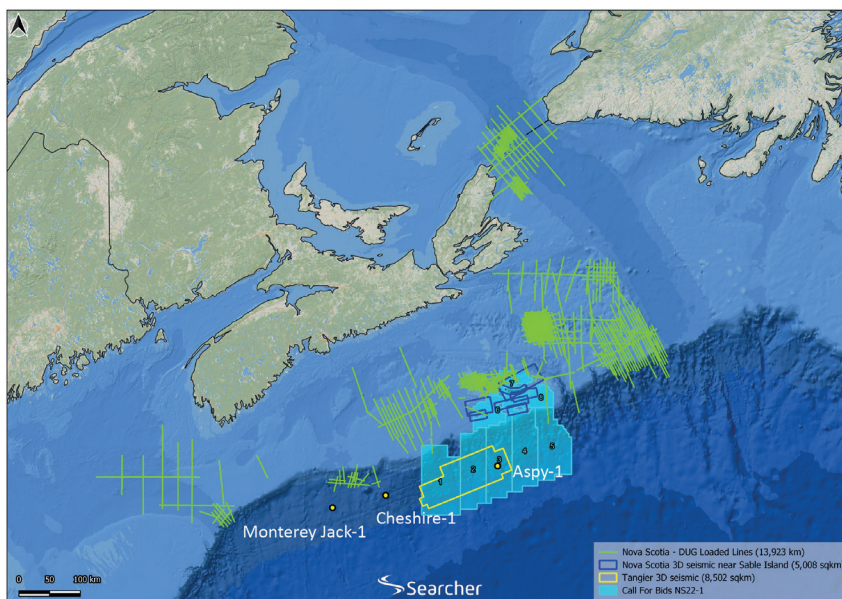 7
8
6
5
4
3
2
1
Aspy-1
Cheshire-1
Monterey Jack-1
Nova Scotia - DUG Loaded Lines (13,923 km)
Nova Scotia 3D seismic near Sable Island (5,008 sqkm)
Tangier 3D seismic (8,502 sqkm)
Call For Bids NS22-1
0 50 100 km
Searcher